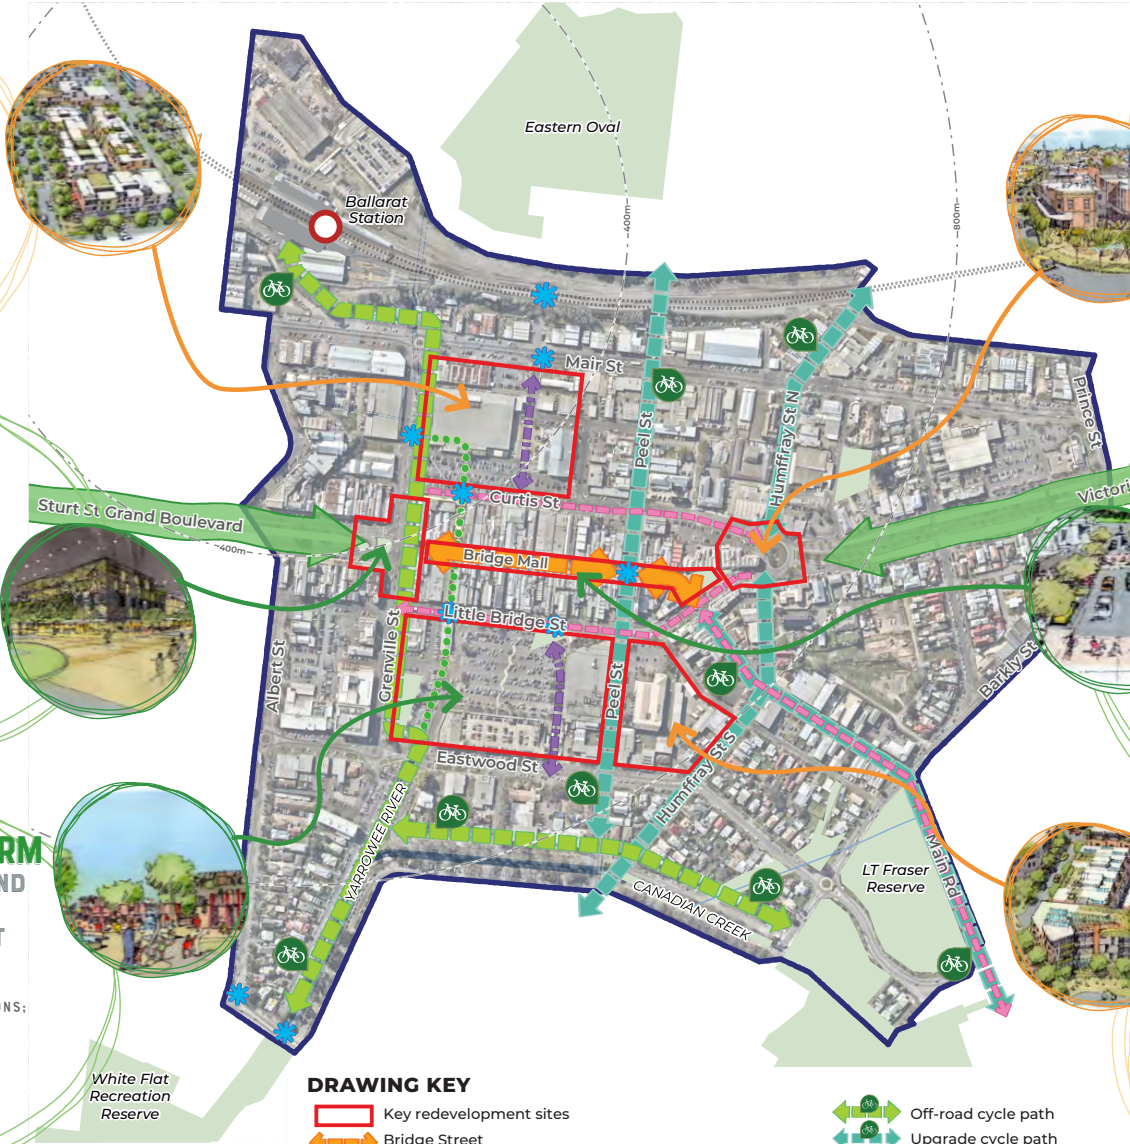 Eastern Oval
Ballarat
Station
400m
800m
Mair St
Prince St
Peel St
Humffray St N
Curtis St
Sturt St Grand Boulevard
400m
Bridge Mall
Little Bridge St
Grenville St
Albert St
Peel St
Barkly St
Eastwood St
Humffray St S
YARROWEE RIVER
CANADIAN CREEK
LT Fraser
Reserve
Main Rd
RM
ND
T
ONS;
White Flat
Recreation
Reserve
DRAWING KEY
Key redevelopment sites
Bridge Street
Off-road cycle path
Upgrade cycle path